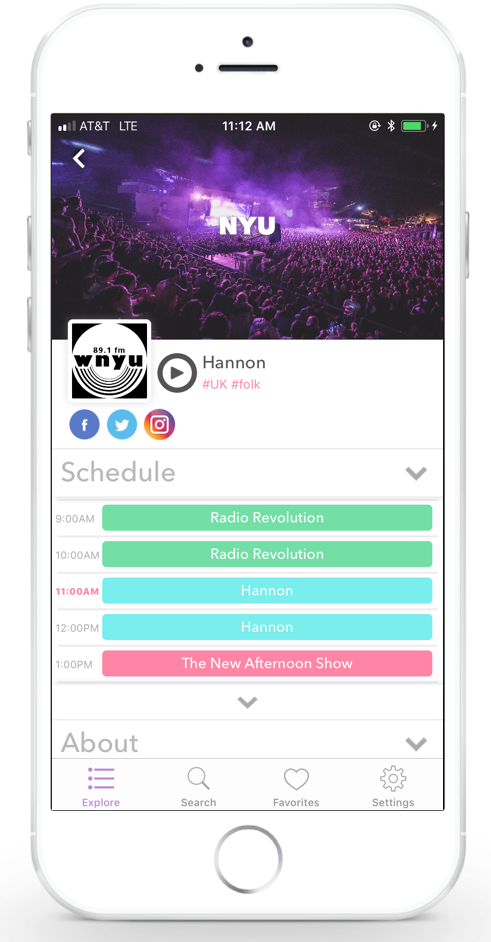 AT&T LTE 11:12 AM
NYU
89.1 fm
wnyu
Hannon
#UK #folk
f
Schedule
9:00AM Radio Revolution
10:00AM Radio Revolution
11:00AM Hannon
12:00PM Hannon
1:00PM The New Afternoon Show
About
Explore Search Favorites Settings